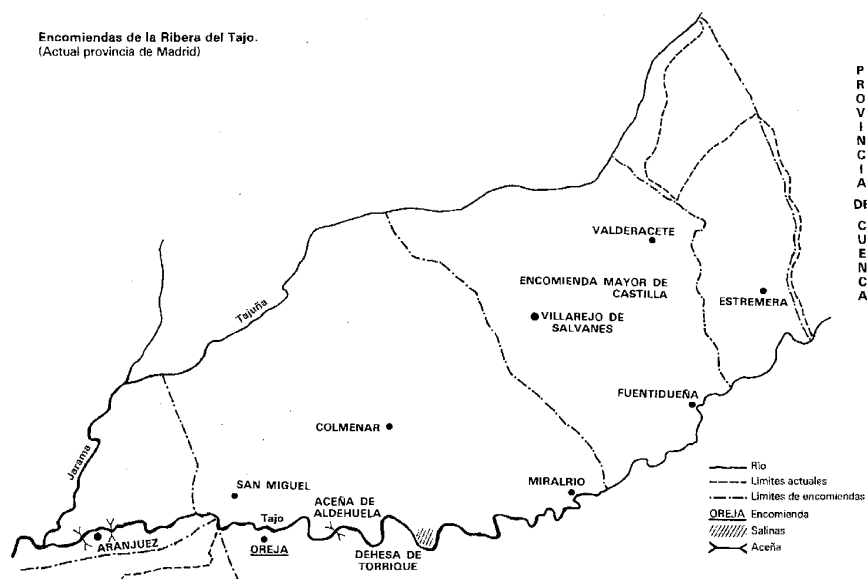 Encomiendas de la Ribera del Tajo.
(Actual provincia de Madrid)
PROVINCIA
DE
CUENCA
VALDERACETE
ENCOMIENDA MAYOR DE
CASTILLA
ESTREMERA
VILLAREJO DE
SALVANES
Tajuña
FUENTIDUEÑA
COLMENAR
Jarama
SAN MIGUEL
ACEÑA DE
ALDEHUELA
MIRALRIO
Tajo
ARANJUEZ
OREJA
DEHESA DE
TORRIQUE
Río
Límites actuales
Límites de encomiendas
OREJA Encomienda
Salinas
Aceña